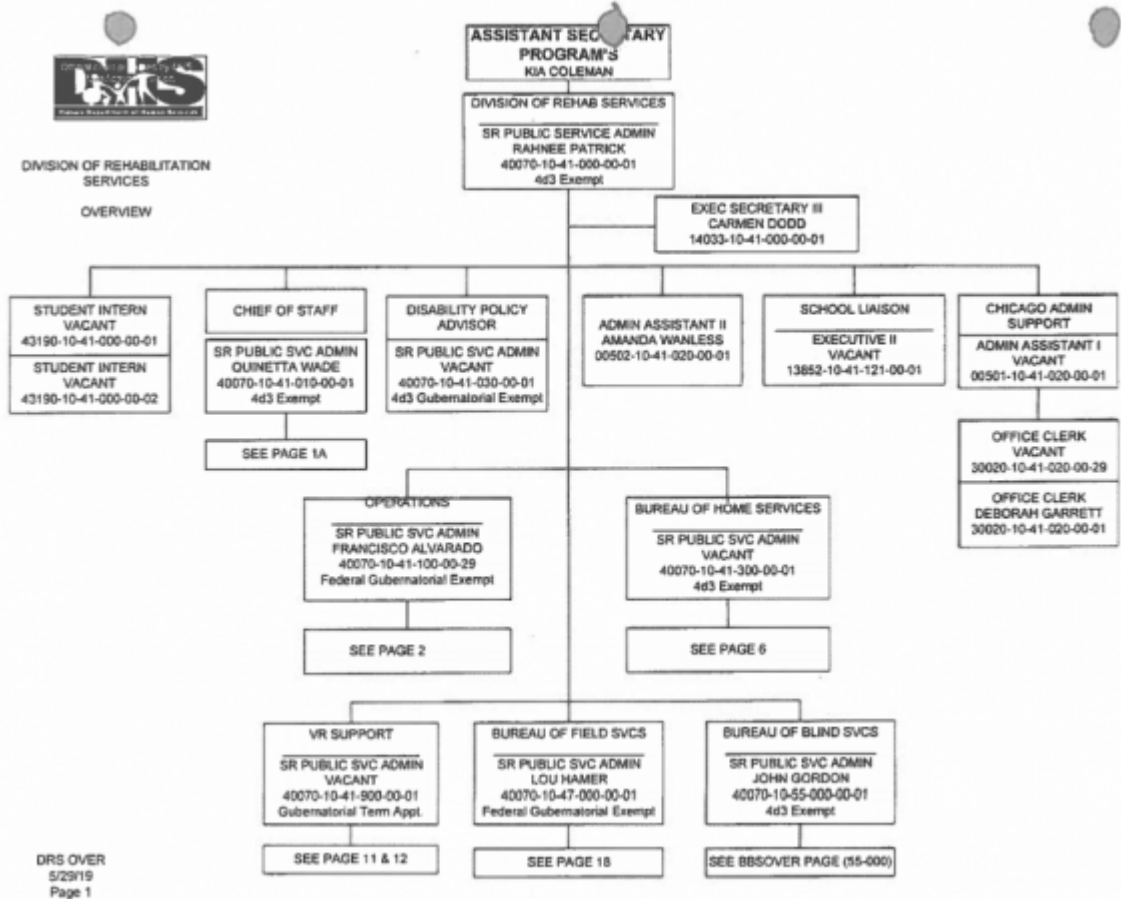 ASSISTANT SECRETARY
PROGRAM'S
KIA COLEMAN
DIVISION OF REHAB SERVICES
SR PUBLIC SERVICE ADMIN
RAHNEE PATRICK
40070-10-41-000-00-01
4d3 Exempt
DIVISION OF REHABILITATION
SERVICES
OVERVIEW
EXEC SECRETARY III
CARMEN DODD
14033-10-41-000-00-01
STUDENT INTERN
VACANT
43190-10-41-000-00-01
STUDENT INTERN
VACANT
43190-10-41-000-00-02
CHIEF OF STAFF
SR PUBLIC SVC ADMIN
QUINETTA WADE
40070-10-41-010-00-01
4d3 Exempt
SEE PAGE 1A
DISABILITY POLICY
ADVISOR
SR PUBLIC SVC ADMIN
VACANT
40070-10-41-030-00-01
4d3 Gubernatorial Exempt
ADMIN ASSISTANT II
AMANDA WANLESS
00502-10-41-020-00-01
SCHOOL LIAISON
EXECUTIVE II
VACANT
13852-10-41-121-00-01
CHICAGO ADMIN
SUPPORT
ADMIN ASSISTANT I
VACANT
00501-10-41-020-00-01
OFFICE CLERK
VACANT
30020-10-41-020-00-29
OFFICE CLERK
DEBORAH GARRETT
30020-10-41-020-00-01
OPERATIONS
SR PUBLIC SVC ADMIN
FRANCISCO ALVARADO
40070-10-41-100-00-29
Federal Gubernatorial Exempt
SEE PAGE 2
BUREAU OF HOME SERVICES
SR PUBLIC SVC ADMIN
VACANT
40070-10-41-300-00-01
4d3 Exempt
SEE PAGE 6
VR SUPPORT
SR PUBLIC SVC ADMIN
VACANT
40070-10-41-900-00-01
Gubernatorial Term Appt.
SEE PAGE 11 & 12
BUREAU OF FIELD SVCS
SR PUBLIC SVC ADMIN
LOU HAMER
40070-10-47-000-00-01
Federal Gubernatorial Exempt
SEE PAGE 18
BUREAU OF BLIND SVCS
SR PUBLIC SVC ADMIN
JOHN GORDON
40070-10-55-000-00-01
4d3 Exempt
SEE BBSOVER PAGE (55-000)
DRS OVER
5/29/19
Page 1